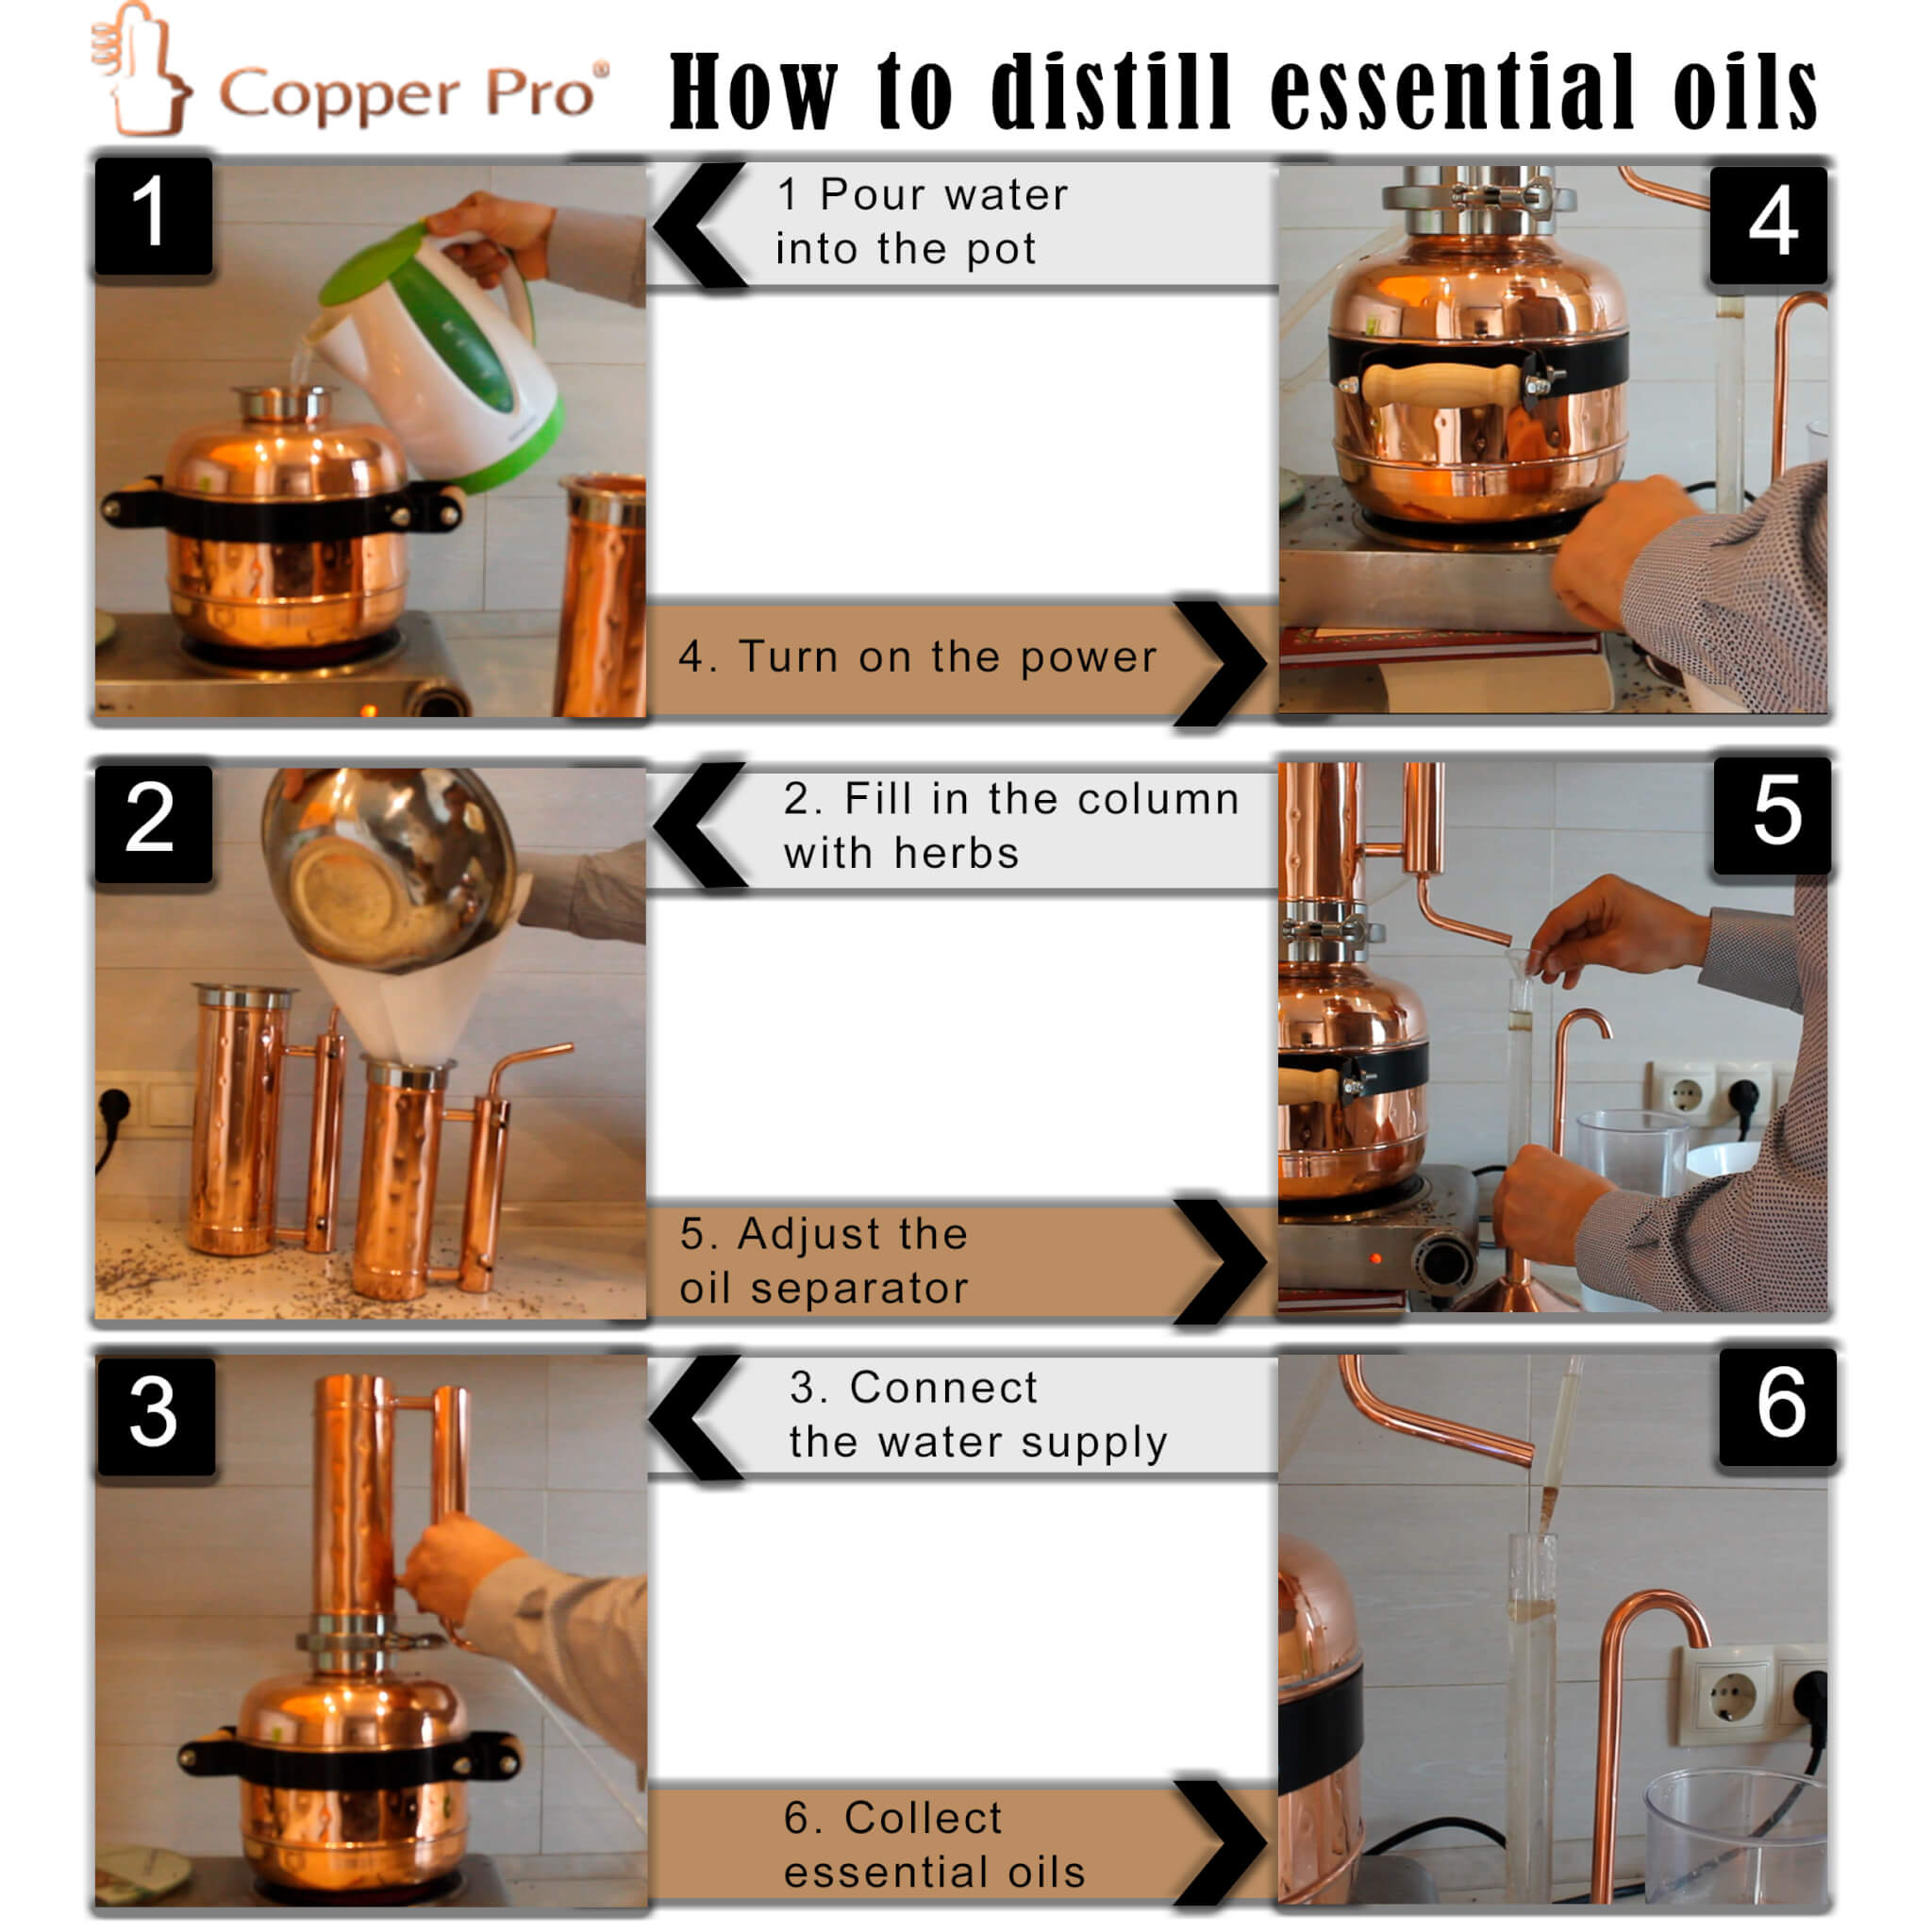 Copper Pro®
How to distill essential oils
1
1 Pour water
into the pot
4
4. Turn on the power
2
2. Fill in the column
with herbs
5
5. Adjust the
oil separator
3
3. Connect
the water supply
6
6. Collect
essential oils